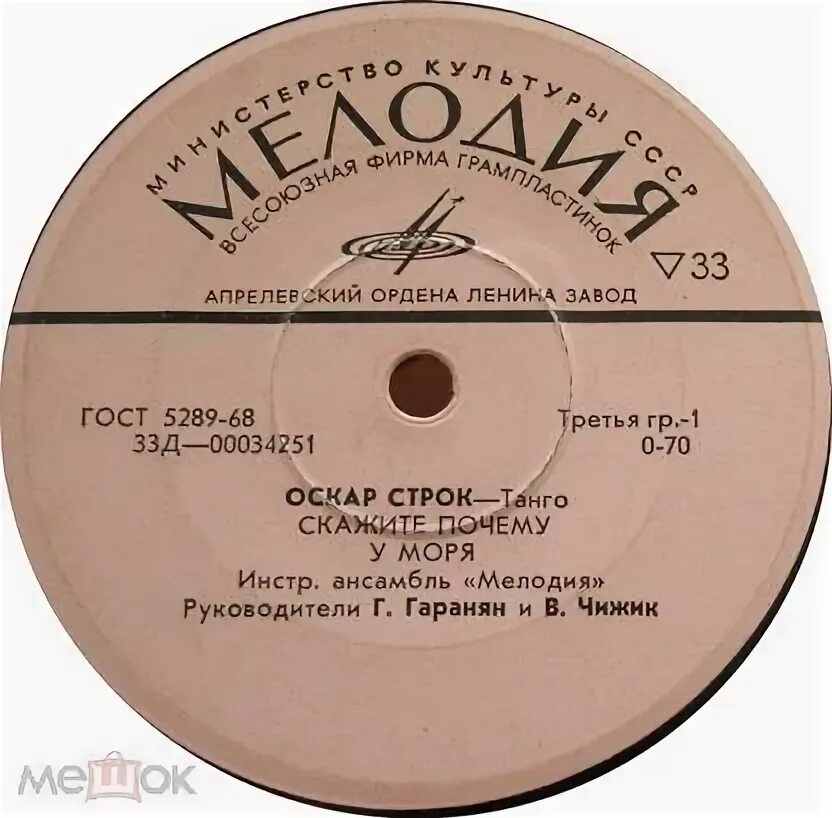 МИНИСТЕРСТВО КУЛЬТУРЫ СССР
МЕЛОДИЯ
ВСЕСОЮЗНАЯ ФИРМА ГРАМПЛАСТИНОК
▽33
АПРЕЛЕВСКИЙ ОРДЕНА ЛЕНИНА ЗАВОД
ГОСТ 5289-68
33Д—00034251
Третья гр.-1
0-70
ОСКАР СТРОК—Танго
СКАЖИТЕ ПОЧЕМУ
У МОРЯ
Инстр. ансамбль «Мелодия»
Руководители Г. Гаранян и В. Чижик
мешок